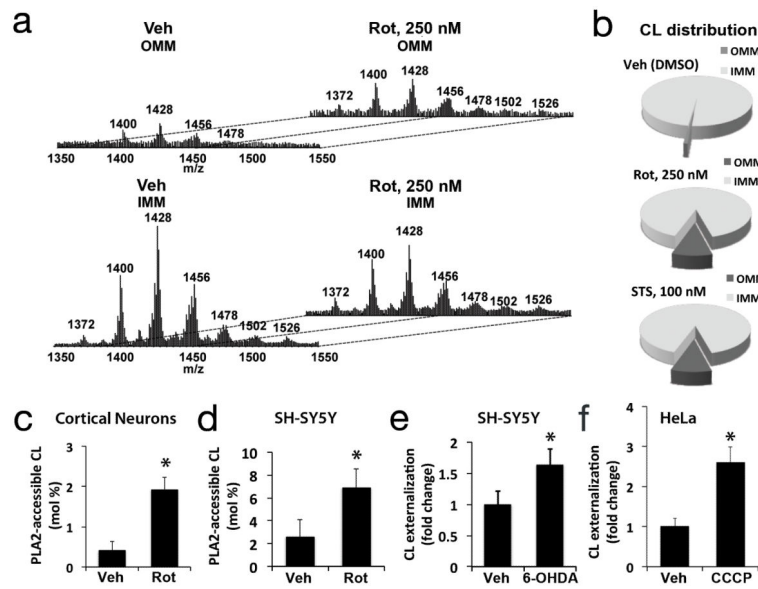 a
Veh
OMM
Rot, 250 nM
OMM
1372
1400
1428
1456
1478
1502
1526
1400
1428
1456
1478
1350
1400
1450
1500
1550
m/z
Veh
IMM
Rot, 250 nM
IMM
1372
1400
1428
1456
1478
1502
1526
1372
1400
1428
1456
1478
1502
1526
1350
1400
1450
1500
1550
m/z
b
CL distribution
OMM
IMM
Veh (DMSO)
OMM
IMM
Rot, 250 nM
OMM
IMM
STS, 100 nM
c
Cortical Neurons
PLA2-accessible CL
(mol %)
3
2
1
0
*
Veh
Rot
d
SH-SY5Y
PLA2-accessible CL
(mol %)
10
8
6
4
2
0
*
Veh
Rot
e
SH-SY5Y
CL externalization
(fold change)
2
1.5
1
0.5
0
*
Veh
6-OHDA
f
HeLa
CL externalization
(fold change)
4
3
2
1
0
*
Veh
CCCP